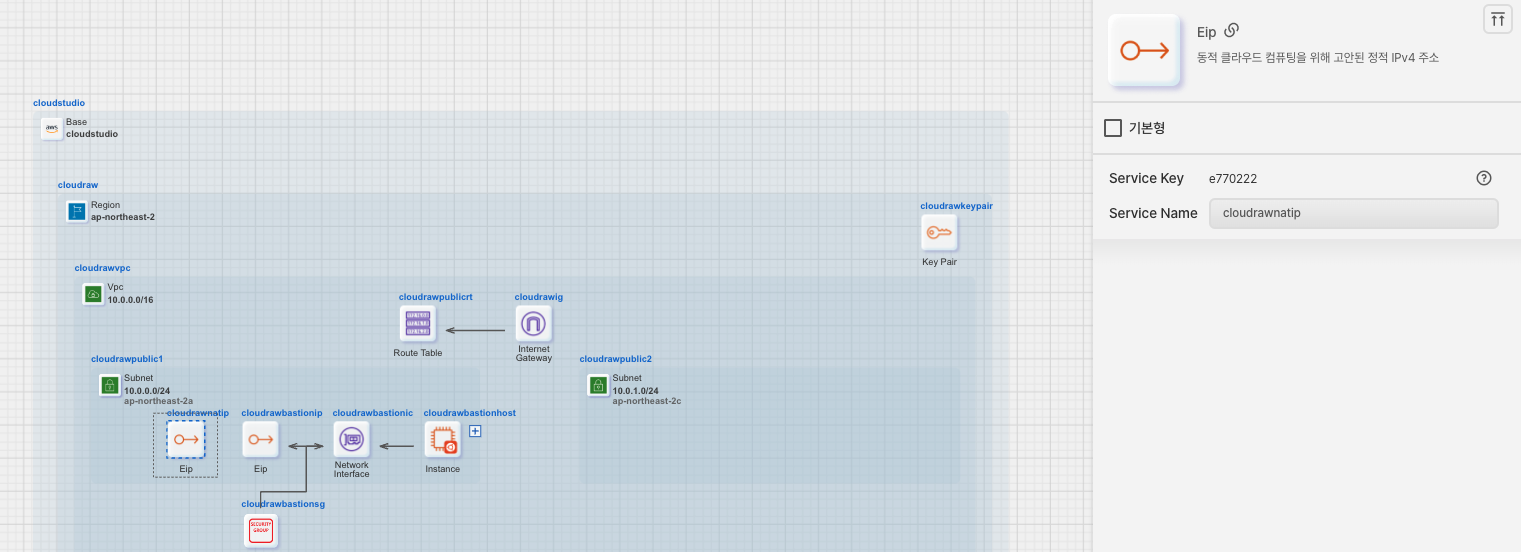 cloudstudio
aws
Base
cloudstudio
cloudraw
Region
ap-northeast-2
cloudrawkeypair
Key Pair
cloudrawvpc
Vpc
10.0.0.0/16
cloudrawpublicrt
Route Table
cloudrawig
Internet
Gateway
cloudrawpublic1
Subnet
10.0.0.0/24
ap-northeast-2a
cloudrawpublic2
Subnet
10.0.1.0/24
ap-northeast-2c
cloudrawnatip
Eip
cloudrawbastionip
Eip
cloudrawbastionic
Network
Interface
cloudrawbastionhost
Instance
cloudrawbastionsg
SECURITY
GROUP
Eip
동적 클라우드 컴퓨팅을 위해 고안된 정적 IPv4 주소
기본형
Service Key e770222
Service Name cloudrawnatip